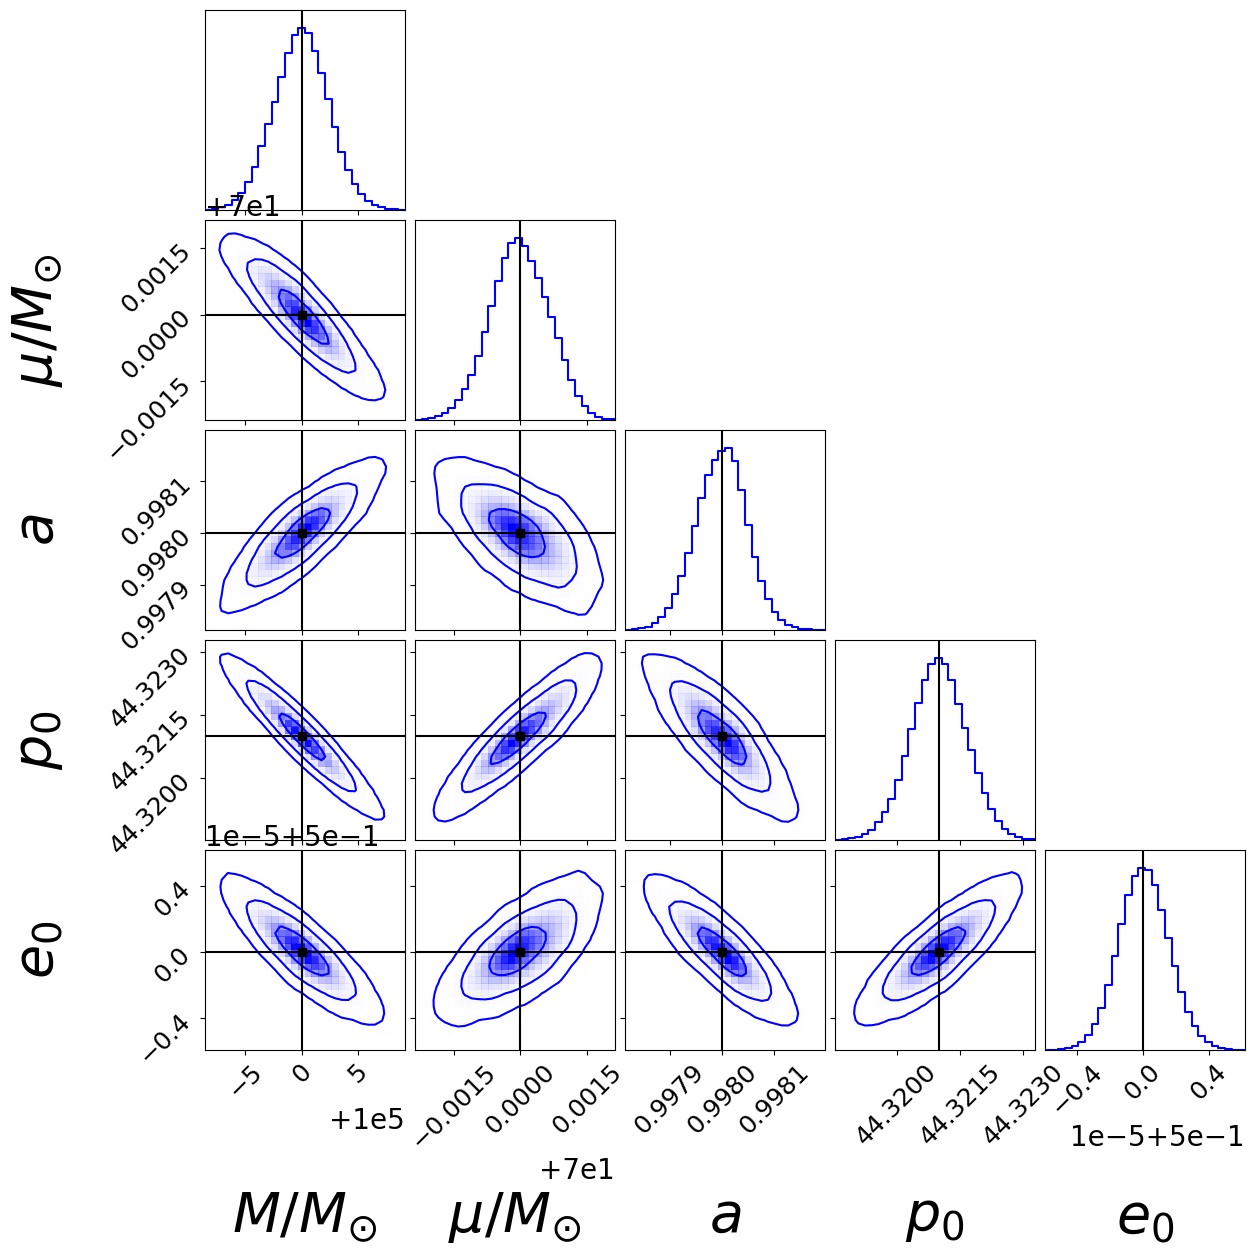 +7e1
μ/M⊙
0.0015
0.0000
−0.0015
a
0.9981
0.9980
0.9979
p₀
44.3230
44.3215
44.3200
1e−5+5e−1
e₀
0.4
0.0
−0.4
−5 0 5
+1e5
−0.0015 0.0000 0.0015
+7e1
0.9979 0.9980 0.9981
44.3200 44.3215 44.3230
−0.4 0.0 0.4
1e−5+5e−1
M/M⊙ μ/M⊙ a p₀ e₀